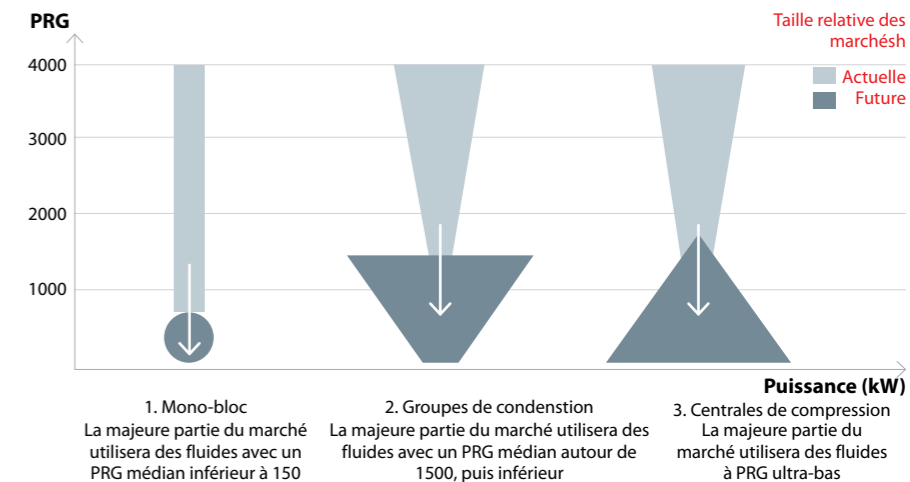 PRG
Taille relative des
marchésh
Actuelle
Future
4000
3000
2000
1000
Puissance (kW)
1. Mono-bloc
La majeure partie du marché
utilisera des fluides avec un
PRG médian inférieur à 150
2. Groupes de condenstion
La majeure partie du marché utilisera des
fluides avec un PRG médian autour de
1500, puis inférieur
3. Centrales de compression
La majeure partie du
marché utilisera des fluides
à PRG ultra-bas